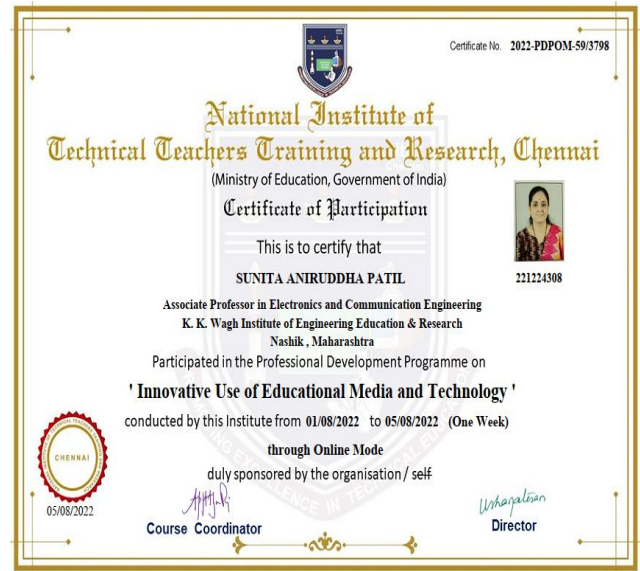 Certificate No. 2022-PDPOM-59/3798
National Institute of
Technical Teachers Training and Research, Chennai
(Ministry of Education, Government of India)
Certificate of Participation
This is to certify that
SUNITA ANIRUDDHA PATIL
221224308
Associate Professor in Electronics and Communication Engineering
K. K. Wagh Institute of Engineering Education & Research
Nashik , Maharashtra
Participated in the Professional Development Programme on
' Innovative Use of Educational Media and Technology '
conducted by this Institute from 01/08/2022 to 05/08/2022 (One Week)
through Online Mode
duly sponsored by the organisation / self
CHENNAI
05/08/2022
Course Coordinator
Director